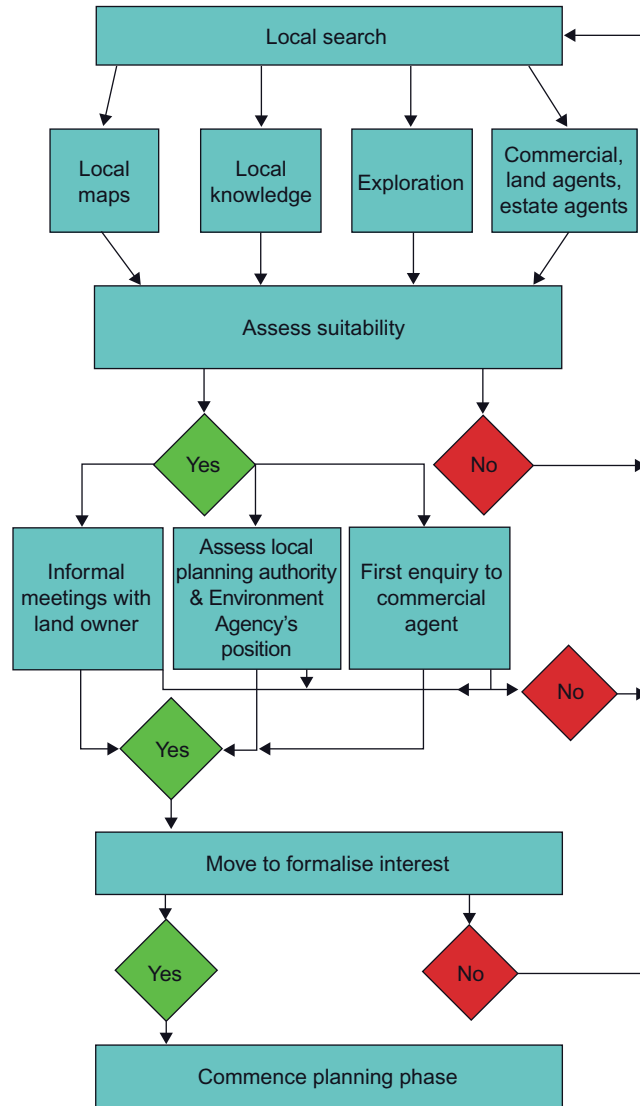 Local search
Local
maps
Local
knowledge
Exploration
Commercial,
land agents,
estate agents
Assess suitability
Yes
No
Informal
meetings with
land owner
Assess local
planning authority
& Environment
Agency’s
position
First enquiry to
commercial
agent
No
Yes
Move to formalise interest
Yes
No
Commence planning phase